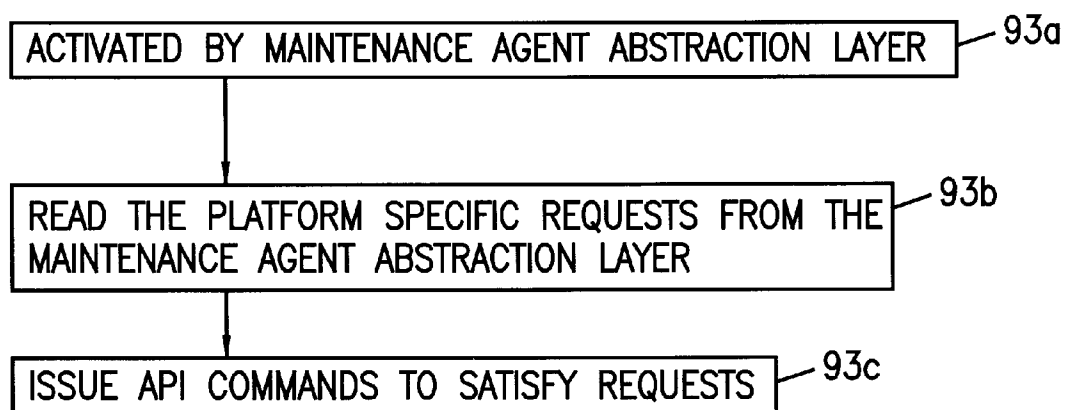 ACTIVATED BY MAINTENANCE AGENT ABSTRACTION LAYER
93a
READ THE PLATFORM SPECIFIC REQUESTS FROM THE
MAINTENANCE AGENT ABSTRACTION LAYER
93b
ISSUE API COMMANDS TO SATISFY REQUESTS
93c